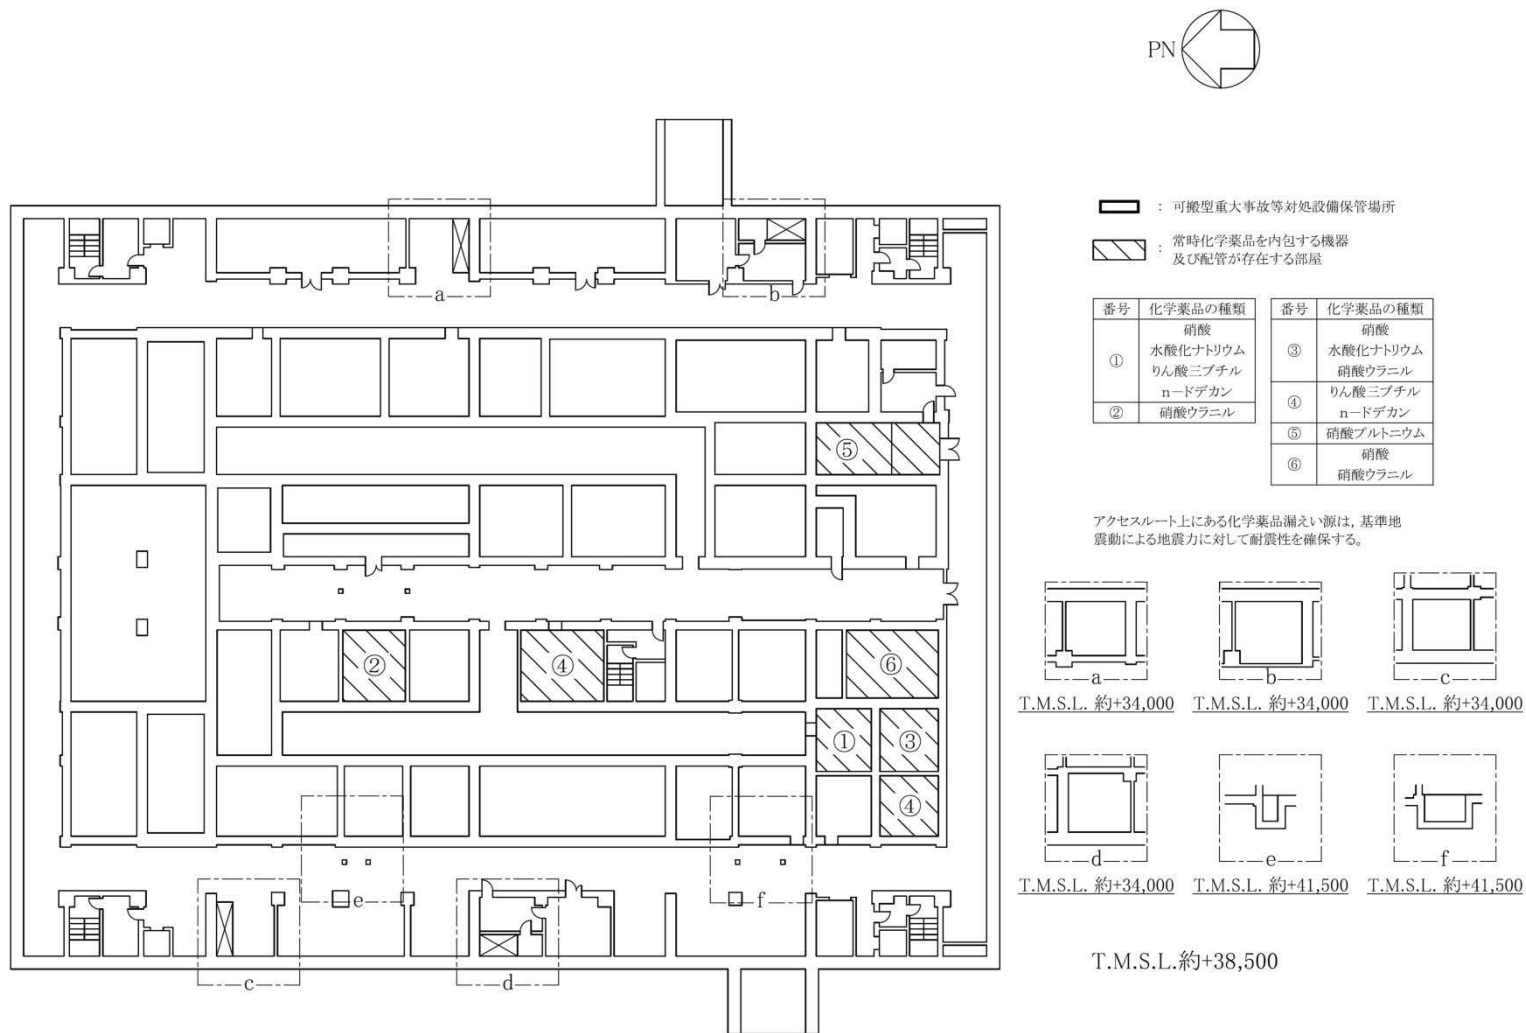 PN
： 可搬型重大事故等対処設備保管場所
： 常時化学薬品を内包する機器
及び配管が存在する部屋
番号 化学薬品の種類
① 硝酸
水酸化ナトリウム
りん酸三ブチル
n－ドデカン
② 硝酸ウラニル
番号 化学薬品の種類
③ 硝酸
水酸化ナトリウム
硝酸ウラニル
④ りん酸三ブチル
n－ドデカン
⑤ 硝酸プルトニウム
⑥ 硝酸
硝酸ウラニル
アクセスルート上にある化学薬品漏えい源は，基準地
震動による地震力に対して耐震性を確保する。
a
b
⑤
②
④
⑥
①
③
④
e
f
c
d
a
T.M.S.L. 約+34,000
b
T.M.S.L. 約+34,000
c
T.M.S.L. 約+34,000
d
T.M.S.L. 約+34,000
e
T.M.S.L. 約+41,500
f
T.M.S.L. 約+41,500
T.M.S.L.約+38,500